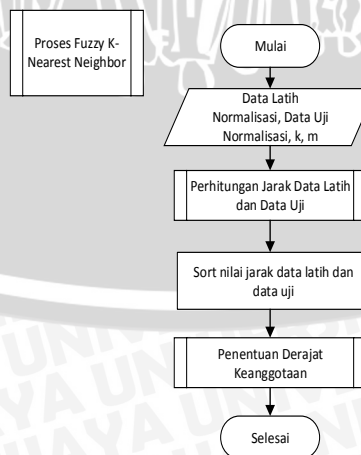 Proses Fuzzy K-
Nearest Neighbor
Mulai
Data Latih
Normalisasi, Data Uji
Normalisasi, k, m
Perhitungan Jarak Data Latih
dan Data Uji
Sort nilai jarak data latih dan
data uji
Penentuan Derajat
Keanggotaan
Selesai